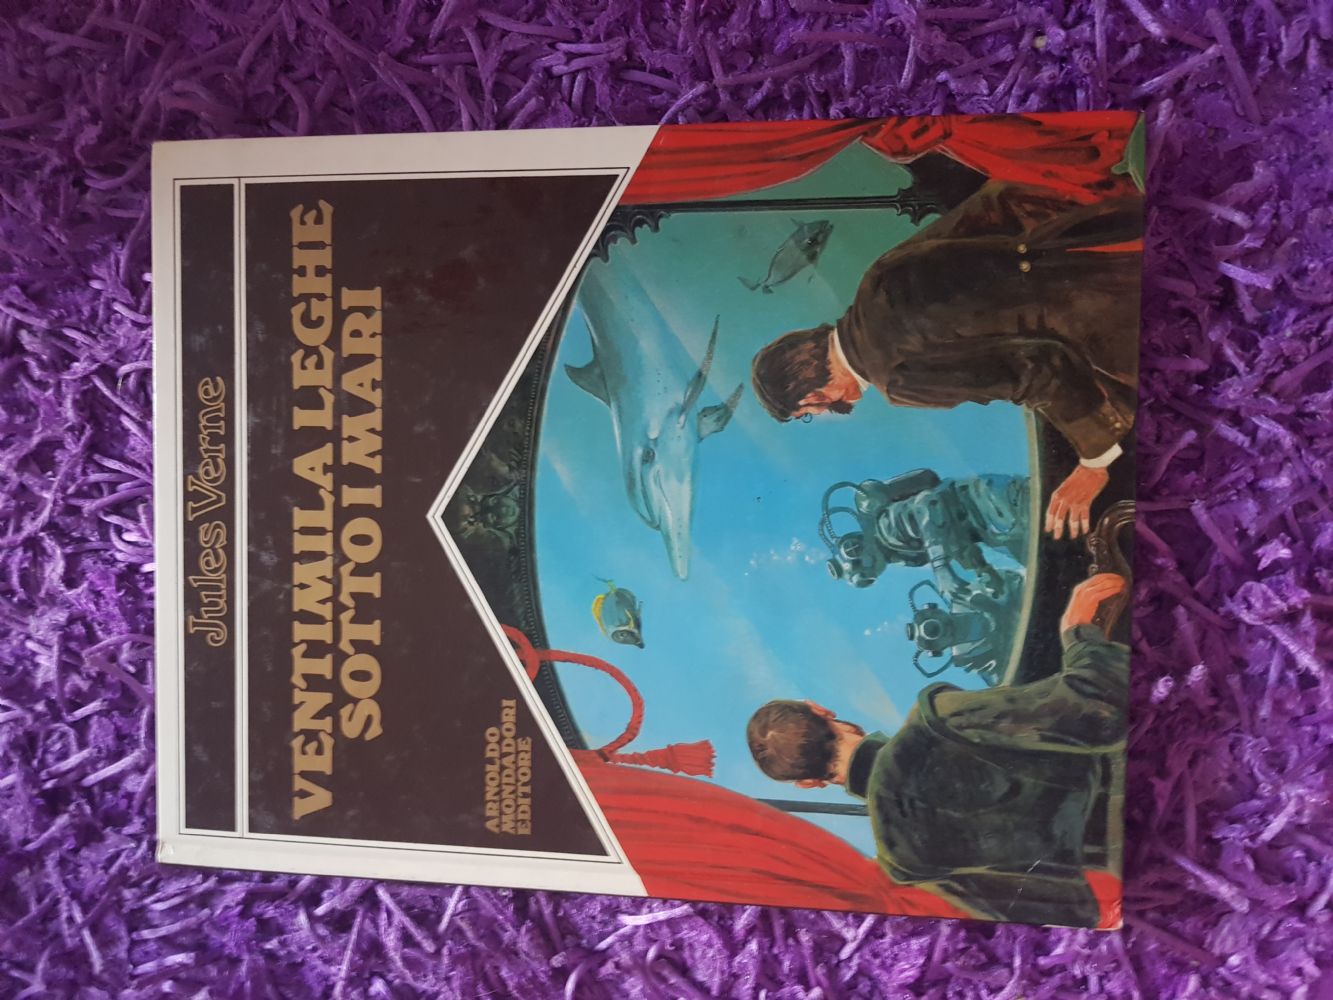 Jules Verne
VENTIMILA LEGHE
SOTTO I MARI
ARNOLDO
MONDADORI
EDITORE